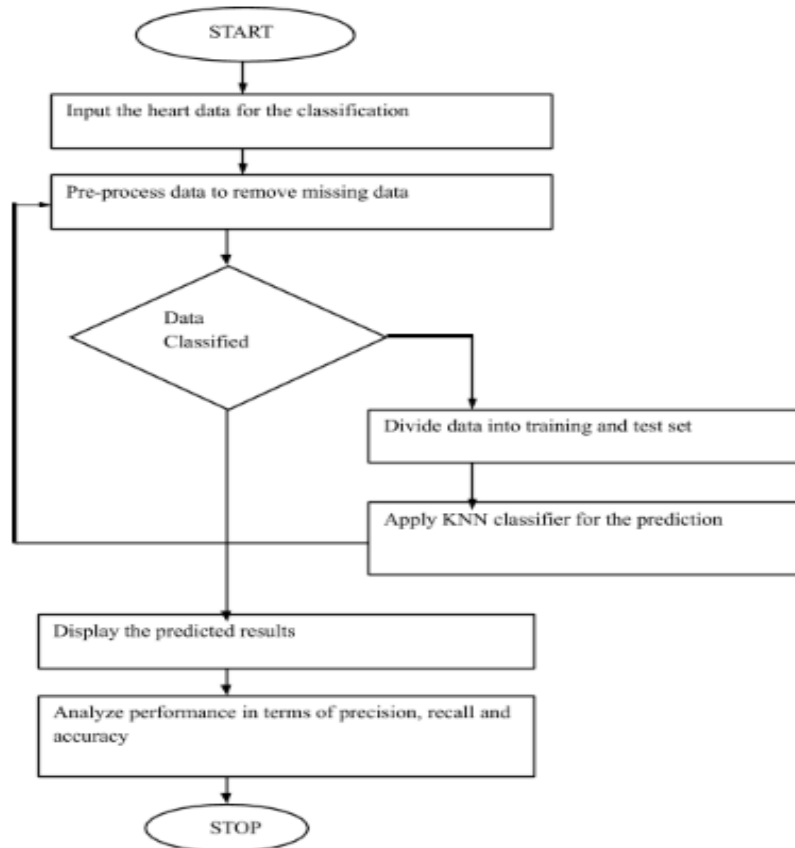 START
Input the heart data for the classification
Pre-process data to remove missing data
Data
Classified
Divide data into training and test set
Apply KNN classifier for the prediction
Display the predicted results
Analyze performance in terms of precision, recall and
accuracy
STOP